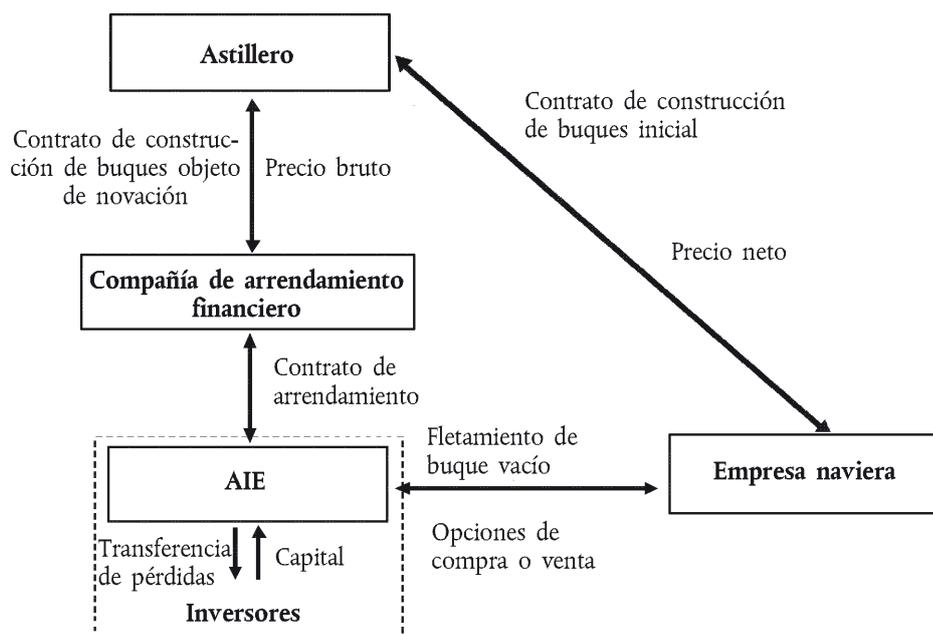 Astillero
Contrato de construcción
de buques inicial
Contrato de construc-
ción de buques objeto
de novación
Precio bruto
Precio neto
Compañía de arrendamiento
financiero
Contrato de
arrendamiento
Fletamiento de
buque vacío
AIE
Empresa naviera
Opciones de
compra o venta
Transferencia
de pérdidas
Capital
Inversores